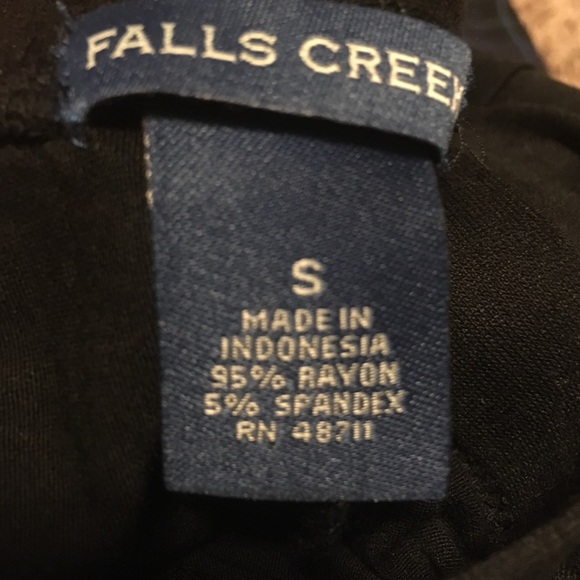 FALLS CREEK
S
MADE IN
INDONESIA
95% RAYON
5% SPANDEX
RN 48711